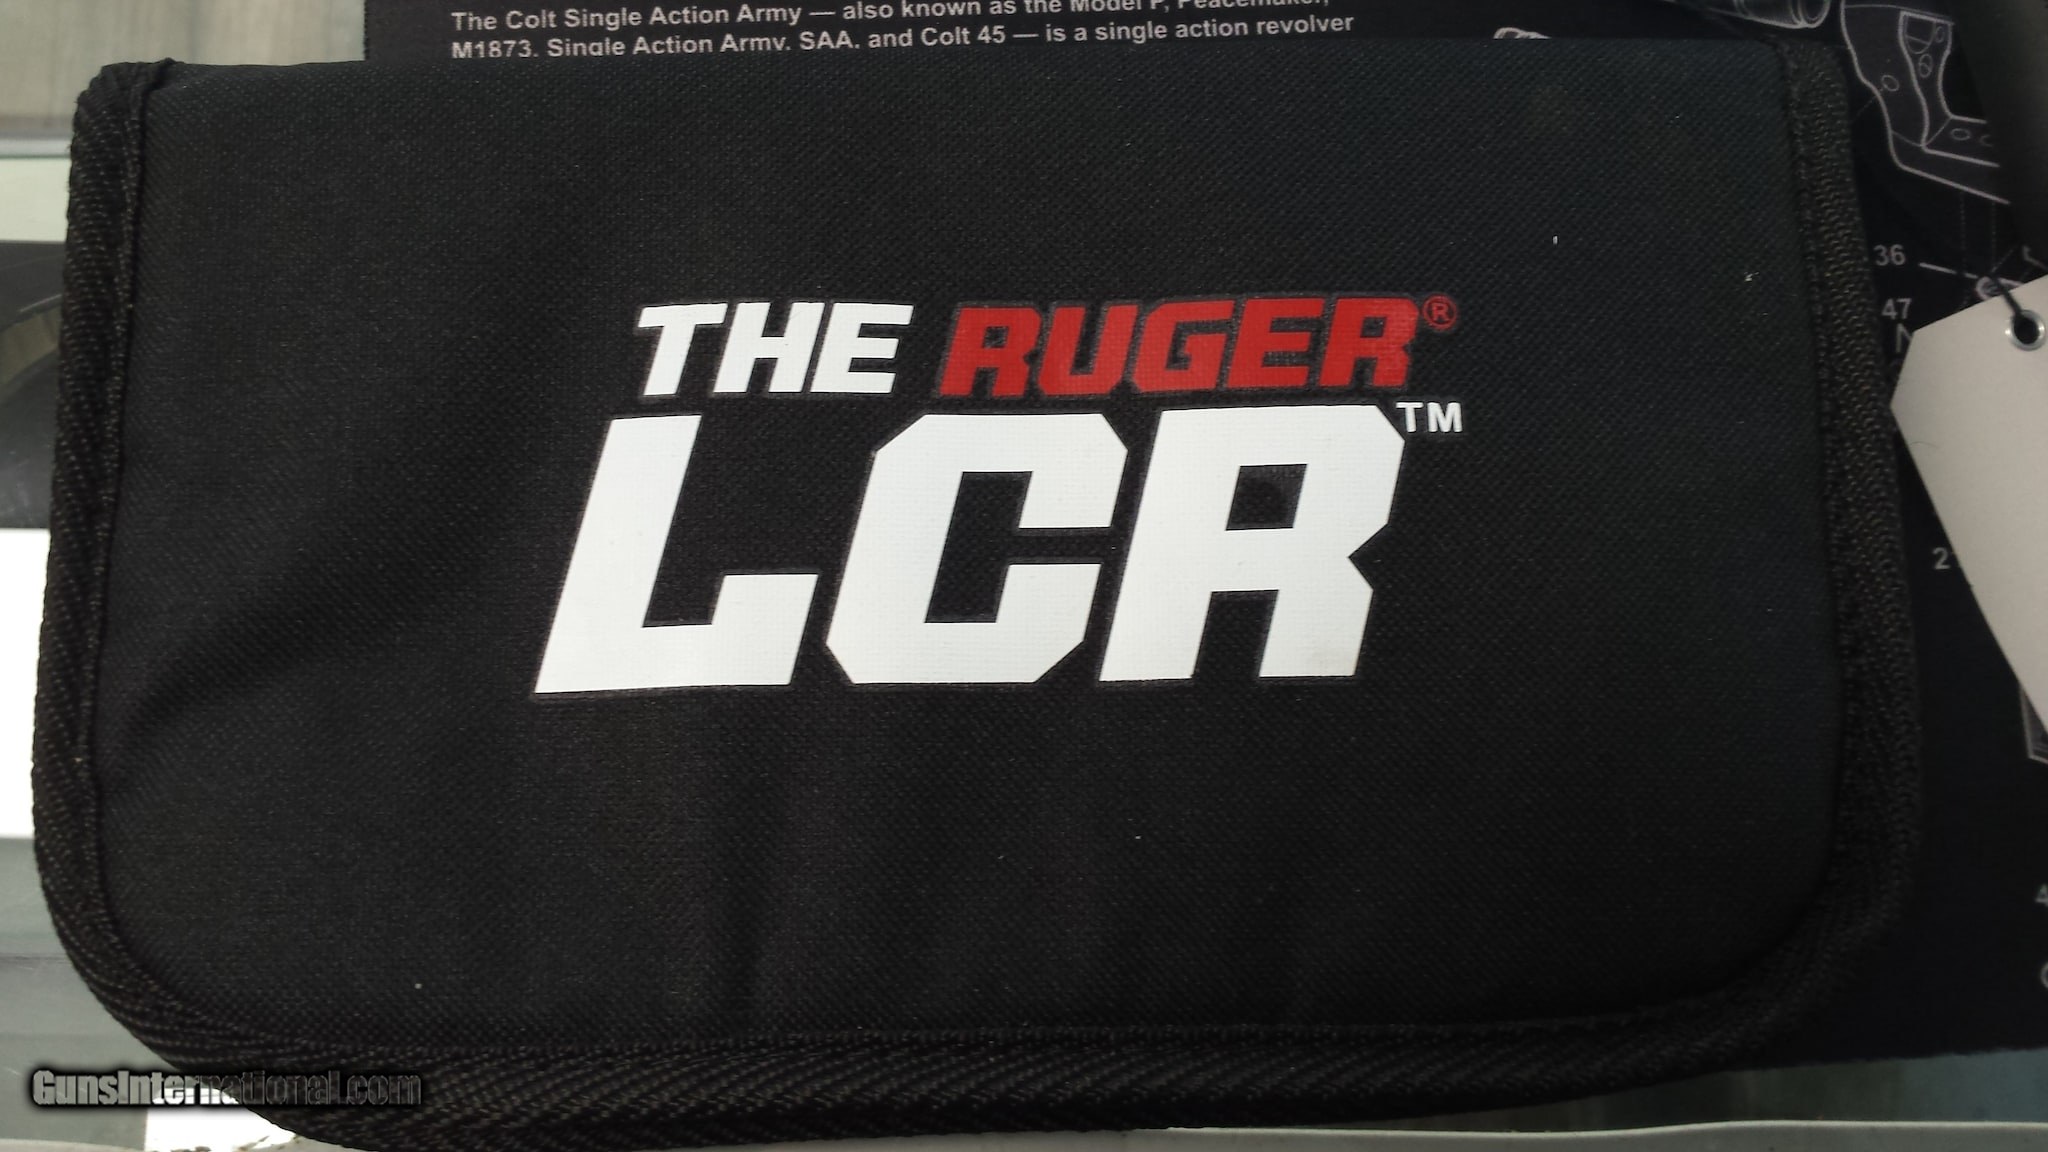 The Colt Single Action Army — also known as the Model P, Peacemaker,
M1873, Single Action Army, SAA, and Colt 45 — is a single action revolver
THE RUGER®
LCR™
36
47
N
2
GunsInternational.com